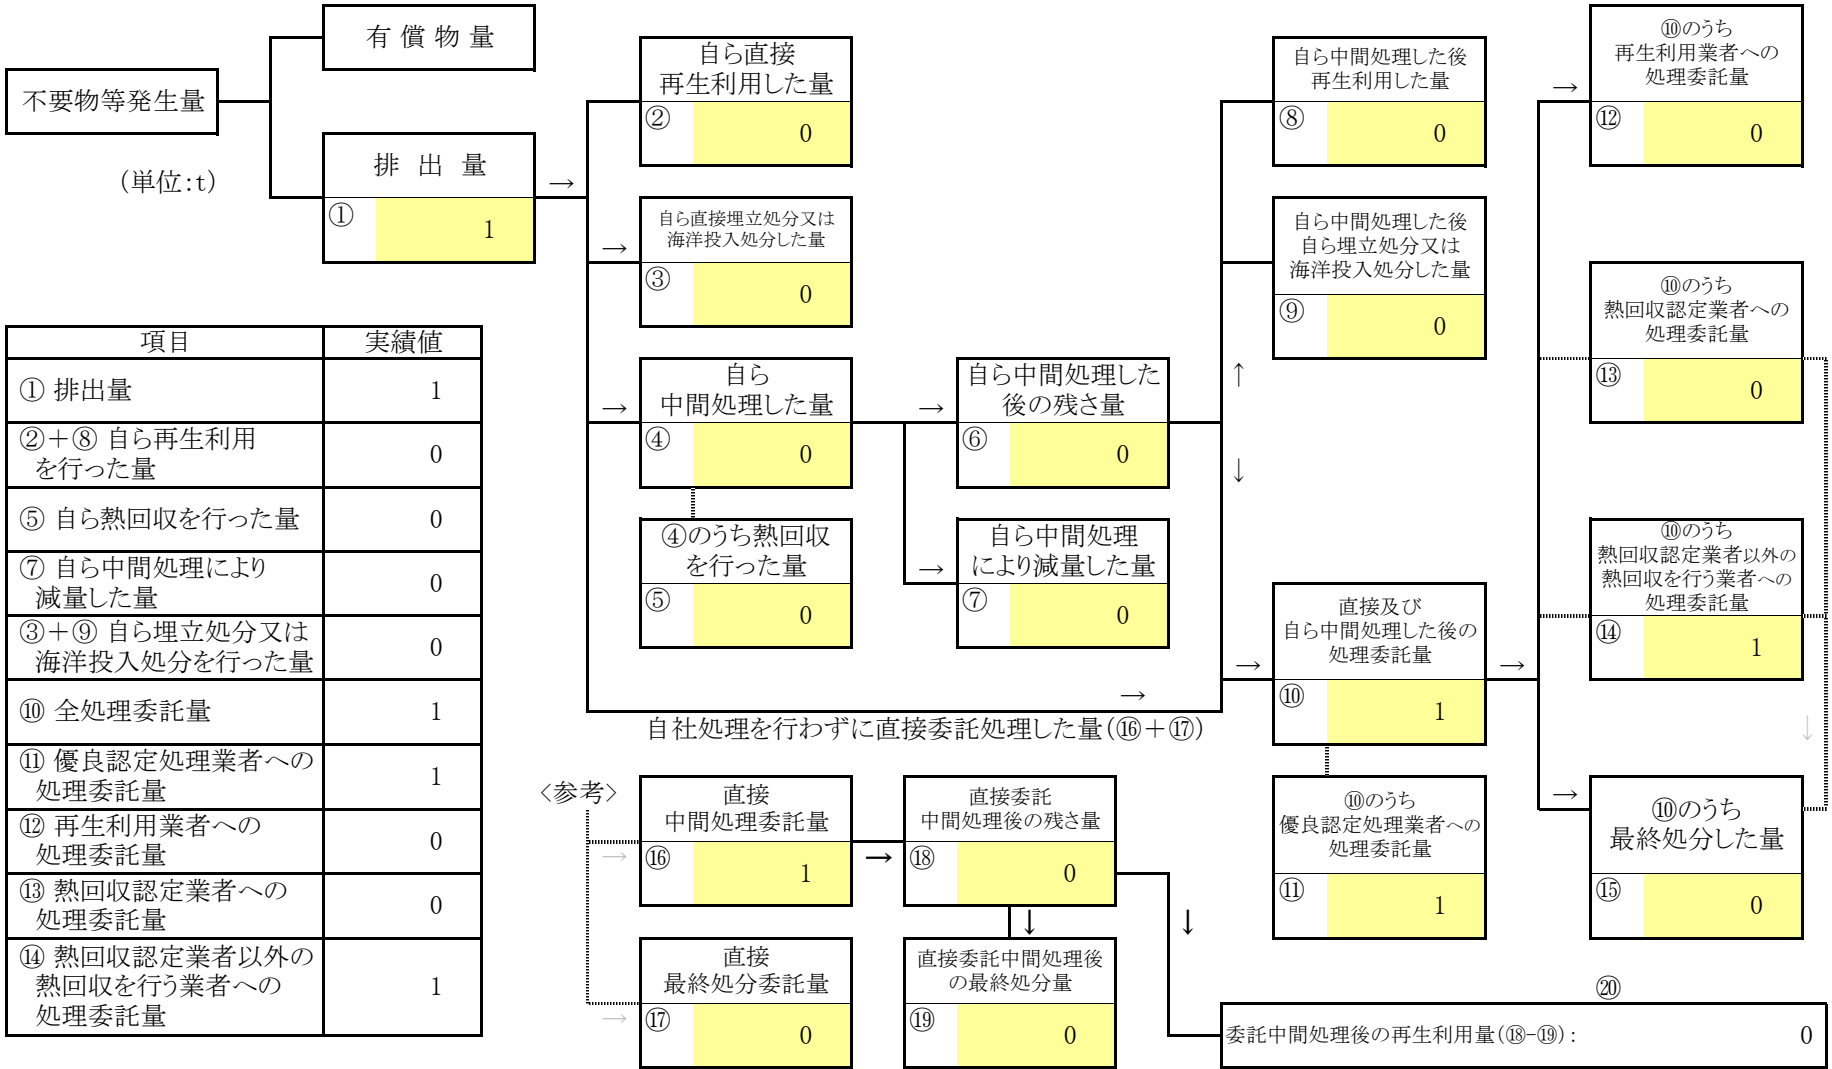 有償物量
不要物等発生量
(単位:t)
排出量
①
1
→
自ら直接
再生利用した量
②
0
→
自ら直接埋立処分又は
海洋投入処分した量
③
0
→
自ら
中間処理した量
④
0
④のうち熱回収
を行った量
⑤
0
→
自ら中間処理した
後の残さ量
⑥
0
→
自ら中間処理
により減量した量
⑦
0
↑
↓
自ら中間処理した後
再生利用した量
⑧
0
自ら中間処理した後
自ら埋立処分又は
海洋投入処分した量
⑨
0
→
自社処理を行わずに直接委託処理した量(⑯+⑰)
→
直接及び
自ら中間処理した後の
処理委託量
⑩
1
⑩のうち
優良認定処理業者への
処理委託量
⑪
1
→
→
⑩のうち
再生利用業者への
処理委託量
⑫
0
⑩のうち
熱回収認定業者への
処理委託量
⑬
0
⑩のうち
熱回収認定業者以外の
熱回収を行う業者への
処理委託量
⑭
1
↓
→
⑩のうち
最終処分した量
⑮
0
<参考>
→
直接
中間処理委託量
⑯
1
→
直接
最終処分委託量
⑰
0
→
直接委託
中間処理後の残さ量
⑱
0
↓
直接委託中間処理後
の最終処分量
⑲
0
↓
⑳
委託中間処理後の再生利用量(⑱-⑲): 0
項目 実績値
① 排出量 1
②+⑧ 自ら再生利用
を行った量 0
⑤ 自ら熱回収を行った量 0
⑦ 自ら中間処理により
減量した量 0
③+⑨ 自ら埋立処分又は
海洋投入処分を行った量 0
⑩ 全処理委託量 1
⑪ 優良認定処理業者への
処理委託量 1
⑫ 再生利用業者への
処理委託量 0
⑬ 熱回収認定業者への
処理委託量 0
⑭ 熱回収認定業者以外の
熱回収を行う業者への
処理委託量 1